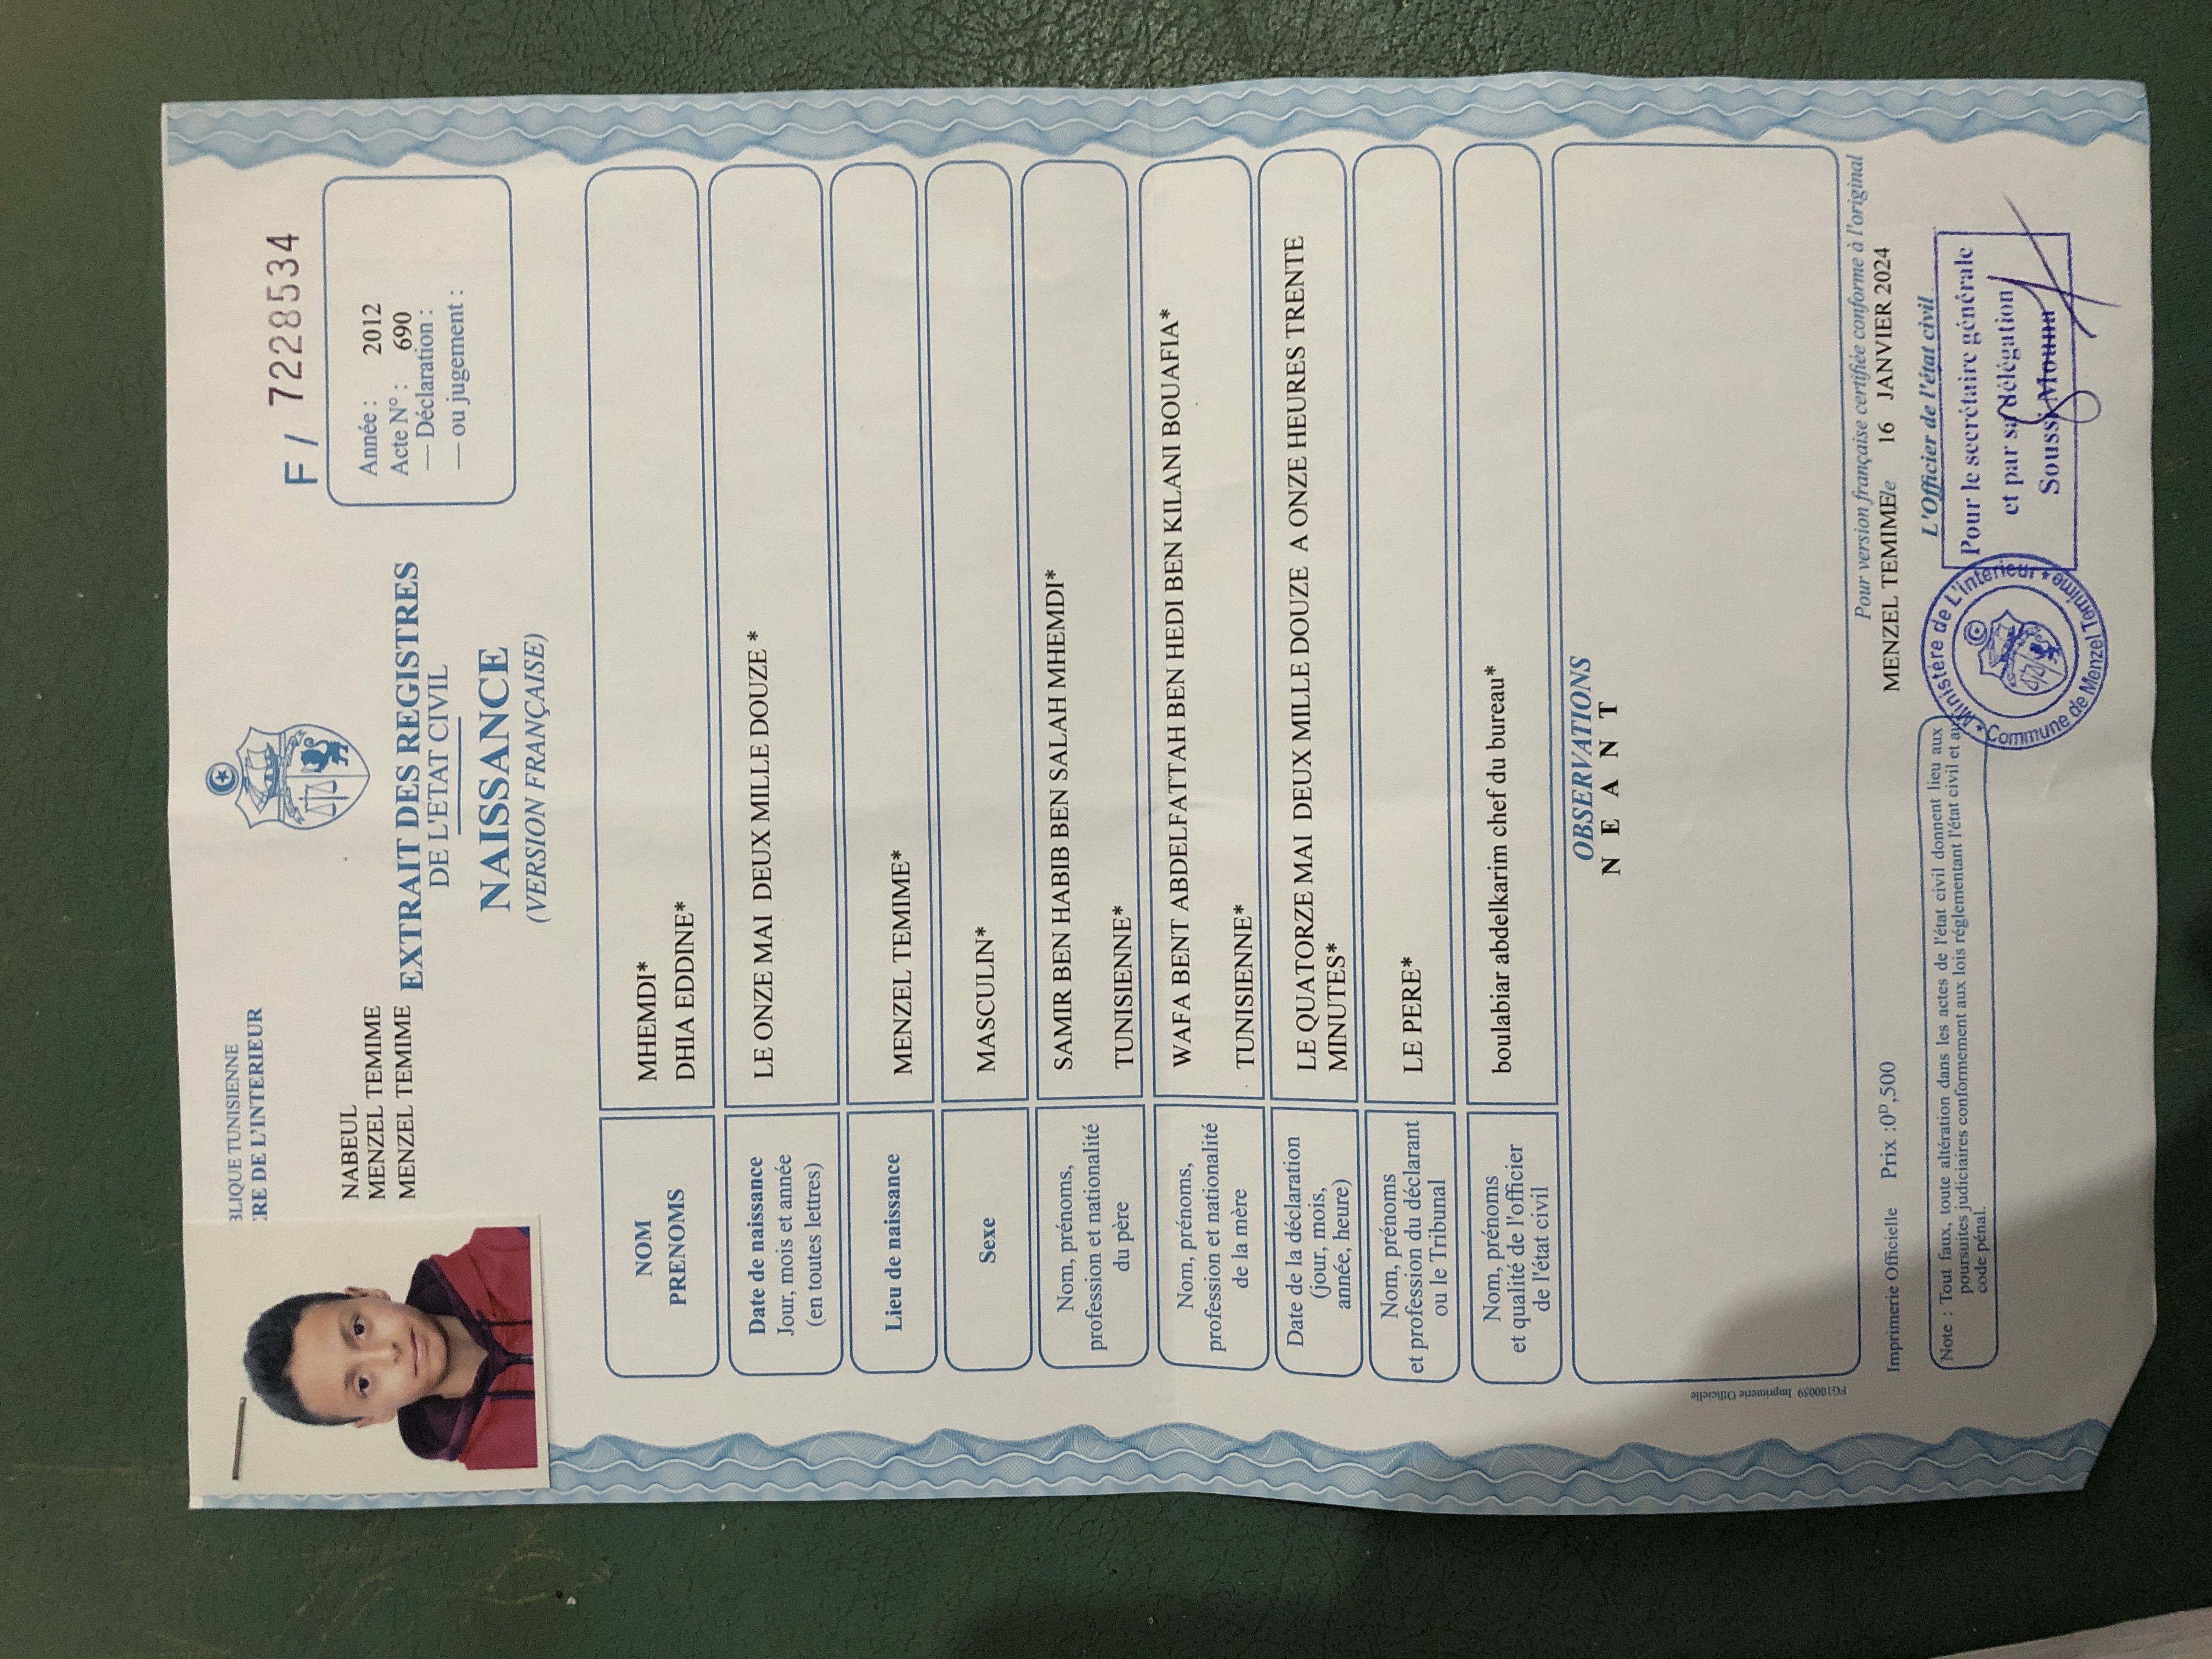 BLIQUE TUNISIENNE
RE DE L'INTERIEUR
NABEUL
MENZEL TEMIME
MENZEL TEMIME
F / 7228534
EXTRAIT DES REGISTRES
DE L'ETAT CIVIL
NAISSANCE
(VERSION FRANÇAISE)
Année : 2012
Acte N° : 690
— Déclaration :
— ou jugement :
NOM
PRENOMS
MHEMDI*
DHIA EDDINE*
Date de naissance
Jour, mois et année
(en toutes lettres)
LE ONZE MAI DEUX MILLE DOUZE *
Lieu de naissance
MENZEL TEMIME*
Sexe
MASCULIN*
Nom, prénoms,
profession et nationalité
du père
SAMIR BEN HABIB BEN SALAH MHEMDI*
TUNISIENNE*
Nom, prénoms,
profession et nationalité
de la mère
WAFA BENT ABDELFATTAH BEN HEDI BEN KILANI BOUAFIA*
TUNISIENNE*
Date de la déclaration
(jour, mois,
année, heure)
LE QUATORZE MAI DEUX MILLE DOUZE A ONZE HEURES TRENTE
MINUTES*
Nom, prénoms
et profession du déclarant
ou le Tribunal
LE PERE*
Nom, prénoms
et qualité de l'officier
de l'état civil
boulabiar abdelkarim chef du bureau*
OBSERVATIONS
N E A N T
FG100059 Imprimerie Officielle
Pour version française certifiée conforme à l'original
Imprimerie Officielle Prix :0ᴰ,500
MENZEL TEMIME le 16 JANVIER 2024
L'Officier de l'état civil
Note : Tout faux, toute altération dans les actes de l'état civil donnent lieu aux
poursuites judiciaires conformement aux lois réglementant l'état civil et au
code pénal.
Ministère de L'intérieur
Commune de Menzel Temime
Pour le secrétaire générale
et par sa délégation
Soussi Mouna